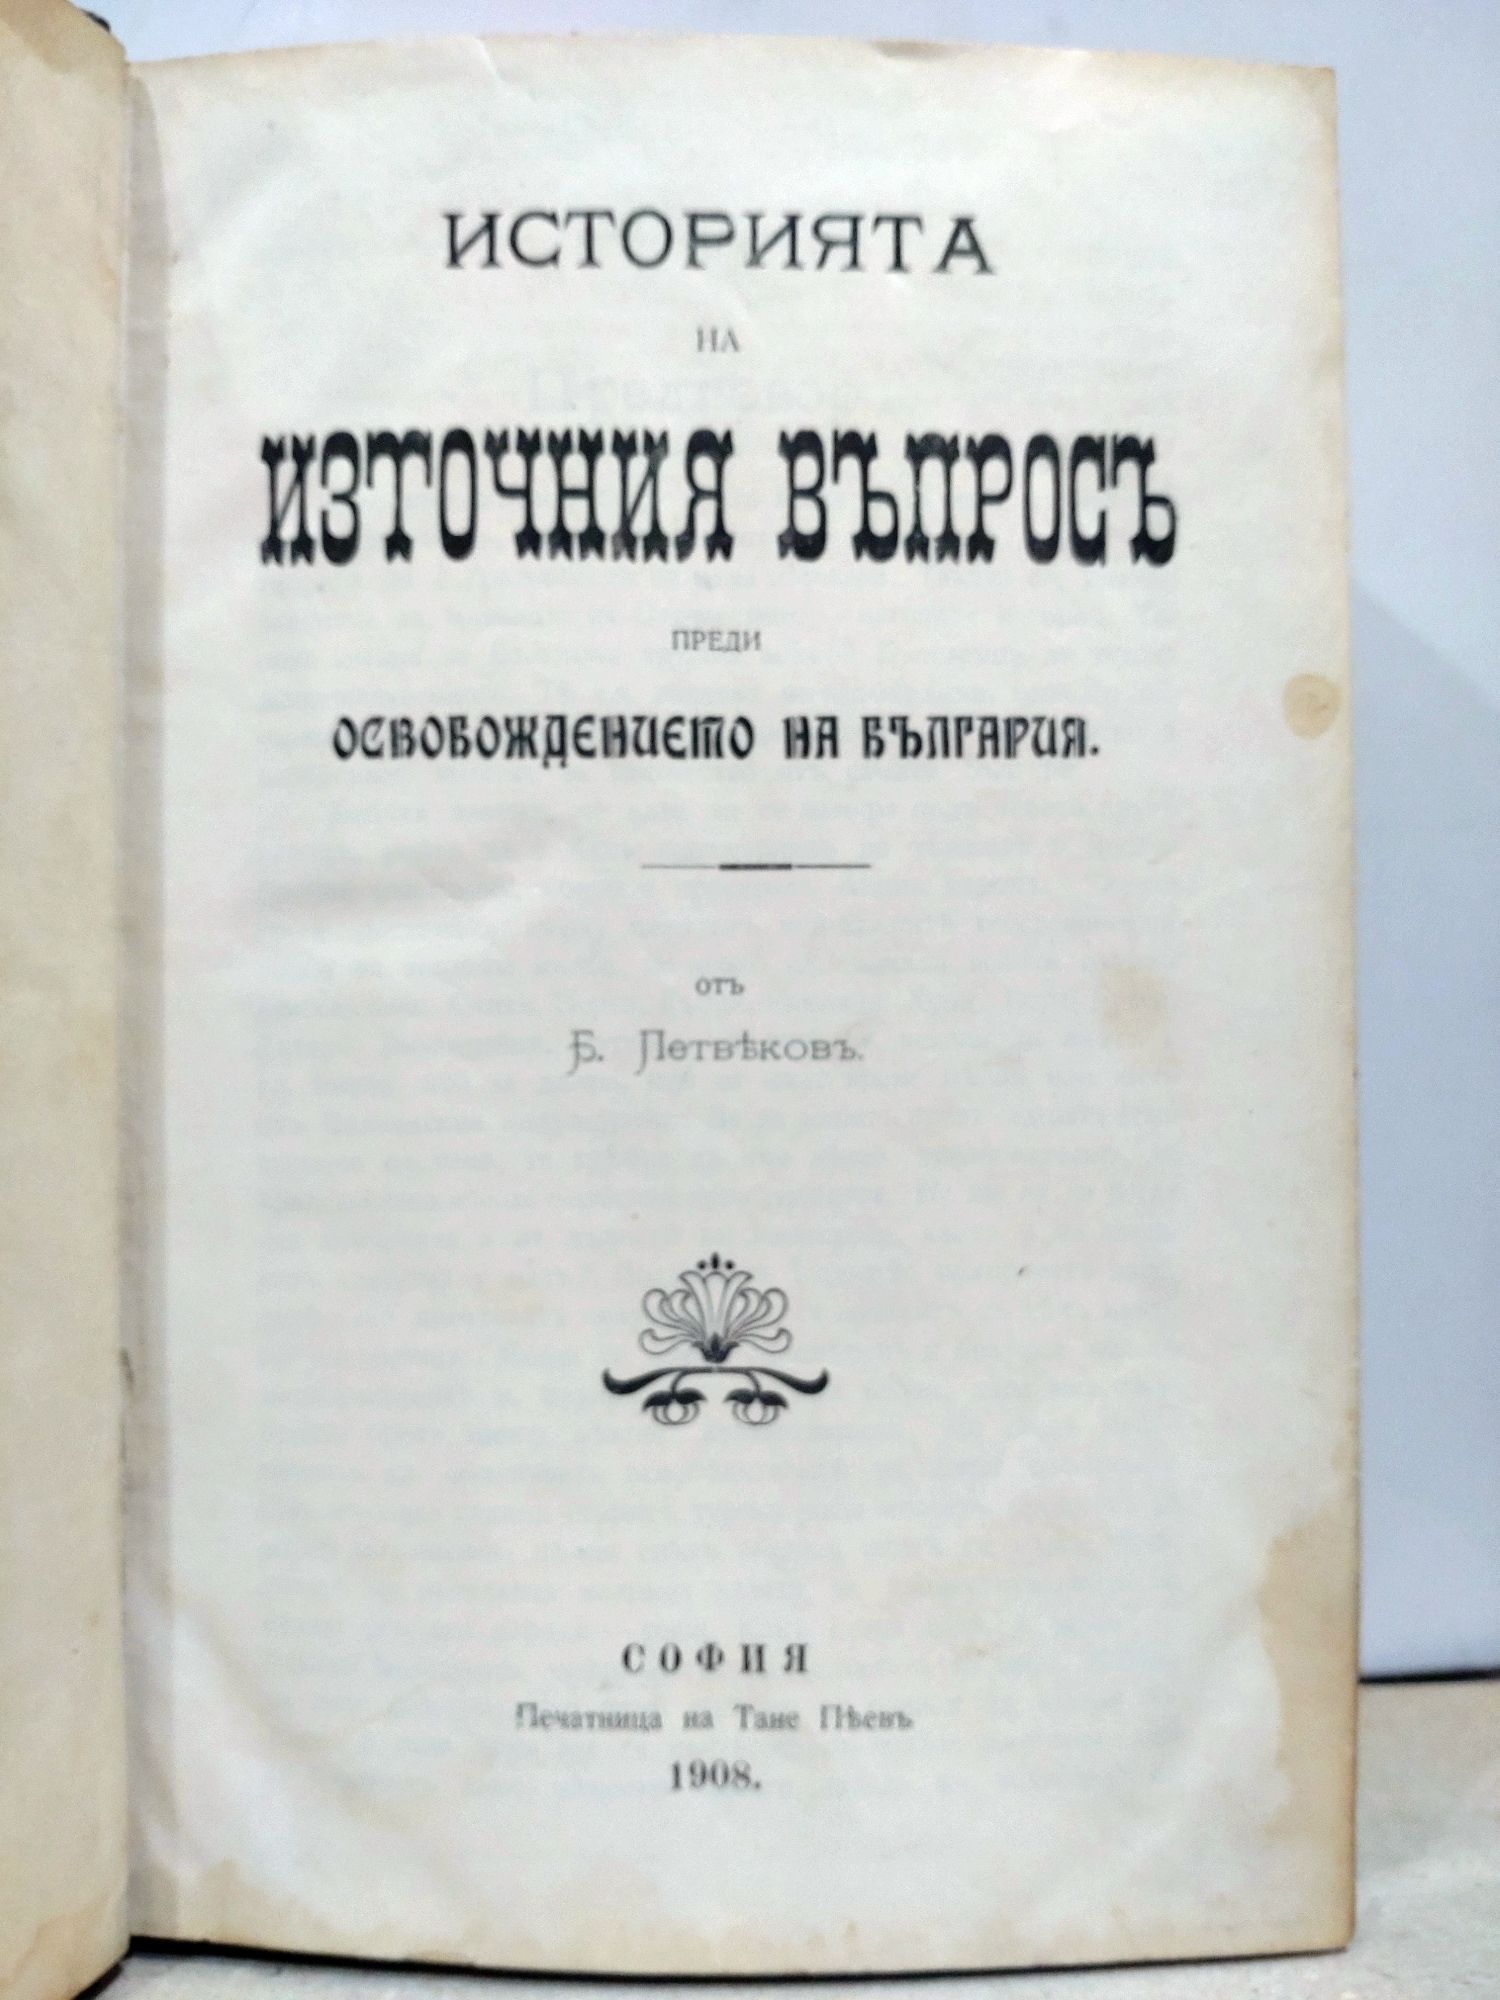 ИСТОРИЯТА
НА
ИЗТОЧНИЯ ВЪПРОСЪ
ПРЕДИ
ОСВОБОЖДЕНИЕТО НА БЪЛГАРИЯ.
отъ
Б. Петвѣковъ.
СОФИЯ
Печатница на Тане Пѣевъ
1908.